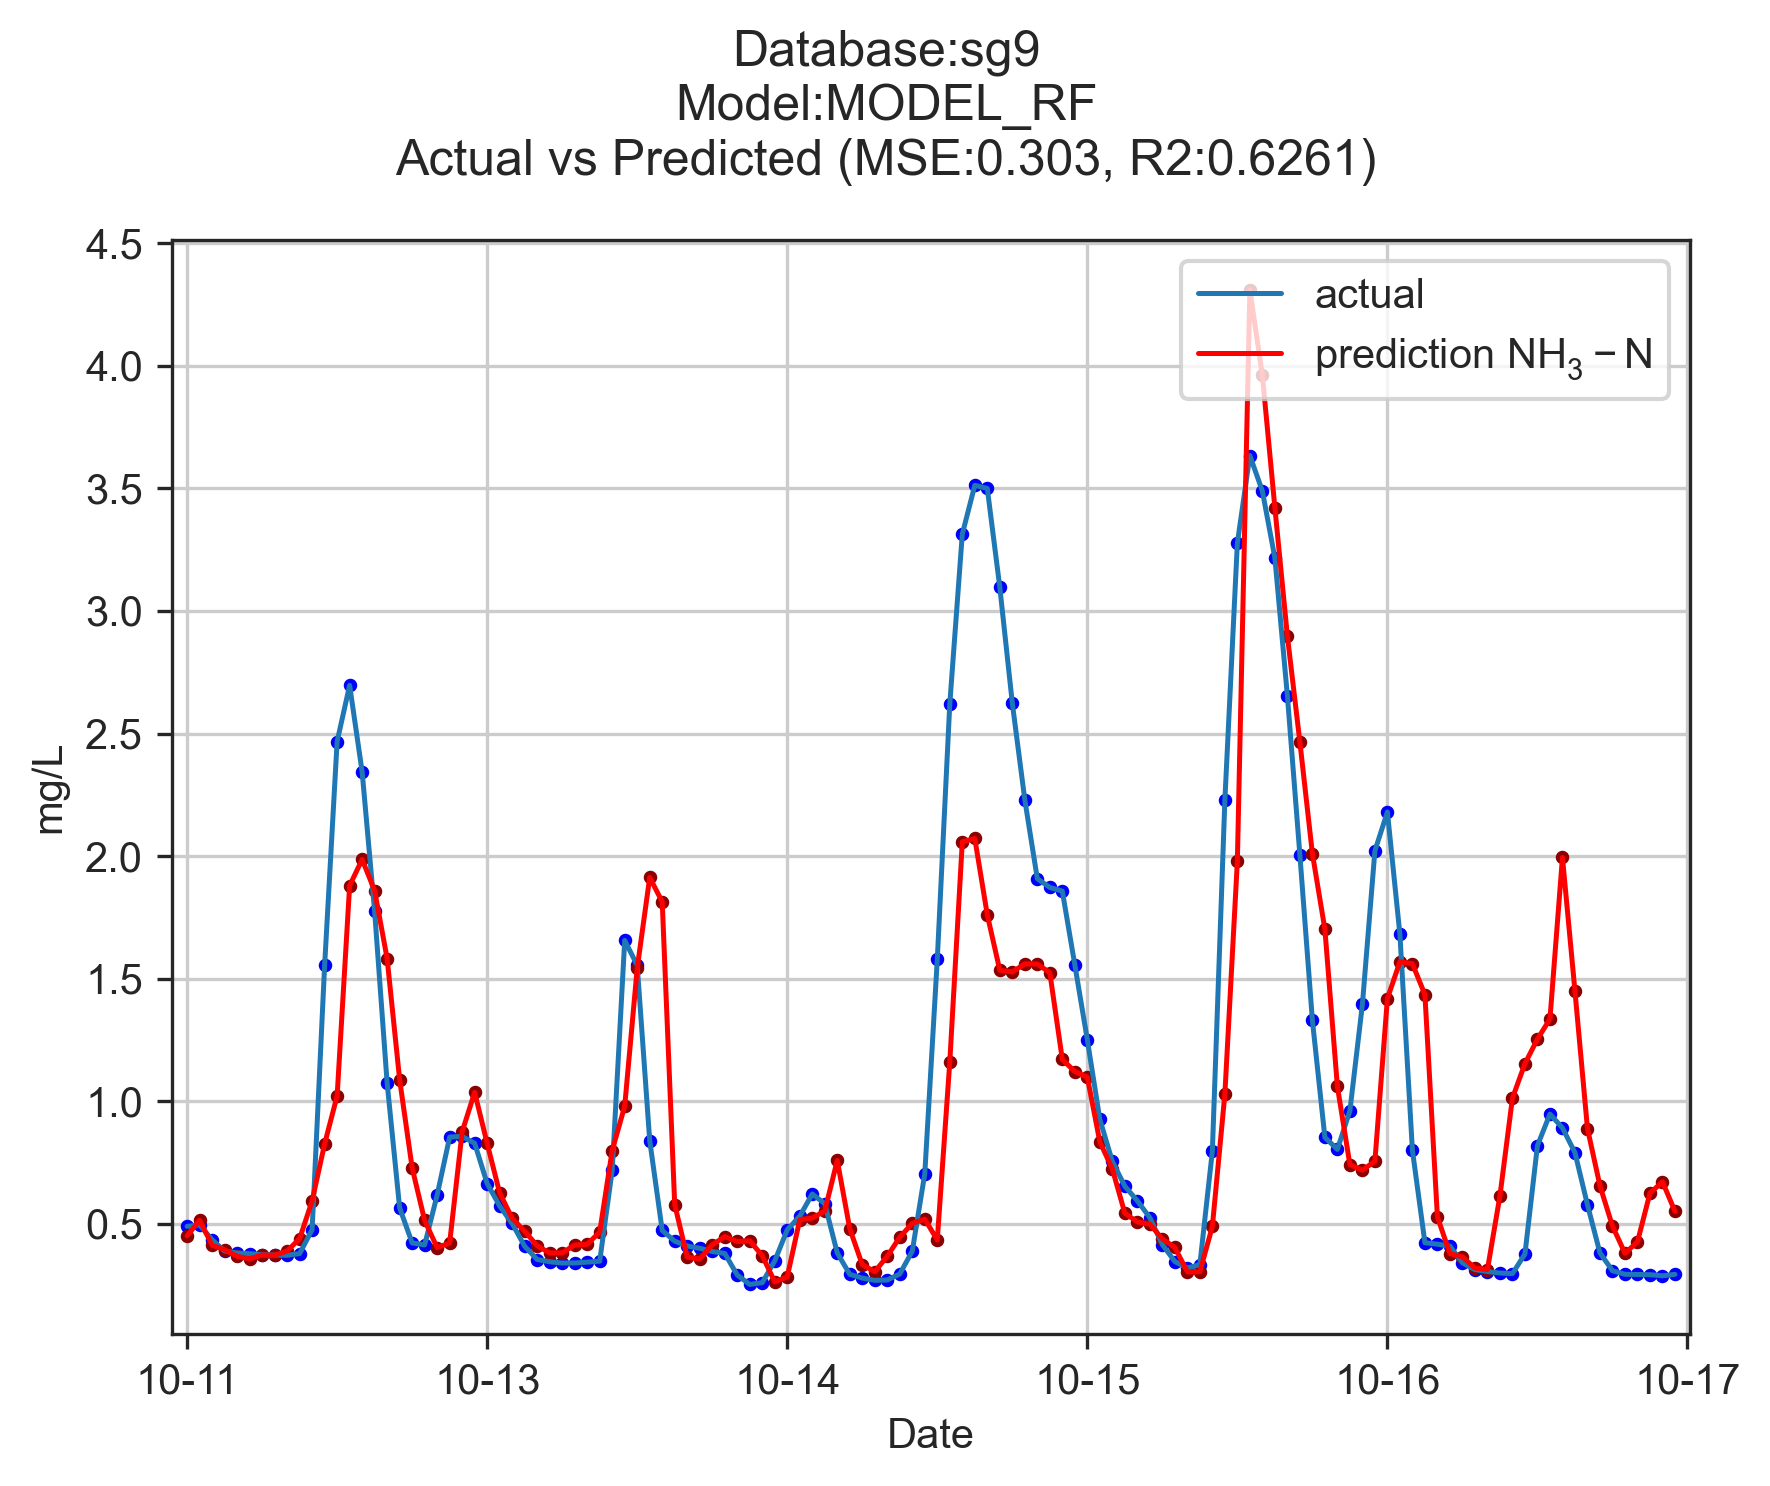 Database:sg9
Model:MODEL_RF
Actual vs Predicted (MSE:0.303, R2:0.6261)
4.5
4.0
3.5
3.0
2.5
2.0
1.5
1.0
0.5
mg/L
actual
prediction NH₃ − N
10-11 10-13 10-14 10-15 10-16 10-17
Date